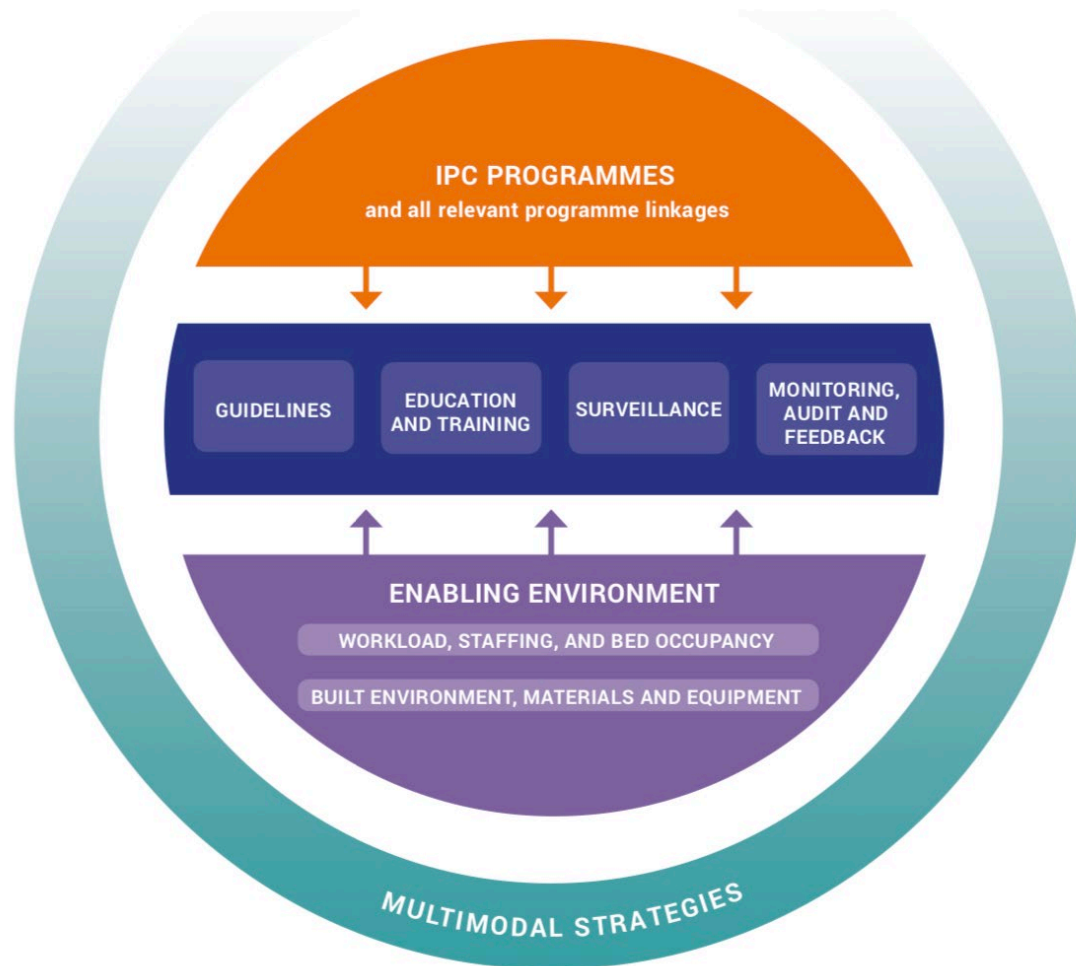 IPC PROGRAMMES
and all relevant programme linkages
GUIDELINES
EDUCATION
AND TRAINING
SURVEILLANCE
MONITORING,
AUDIT AND
FEEDBACK
ENABLING ENVIRONMENT
WORKLOAD, STAFFING, AND BED OCCUPANCY
BUILT ENVIRONMENT, MATERIALS AND EQUIPMENT
MULTIMODAL STRATEGIES